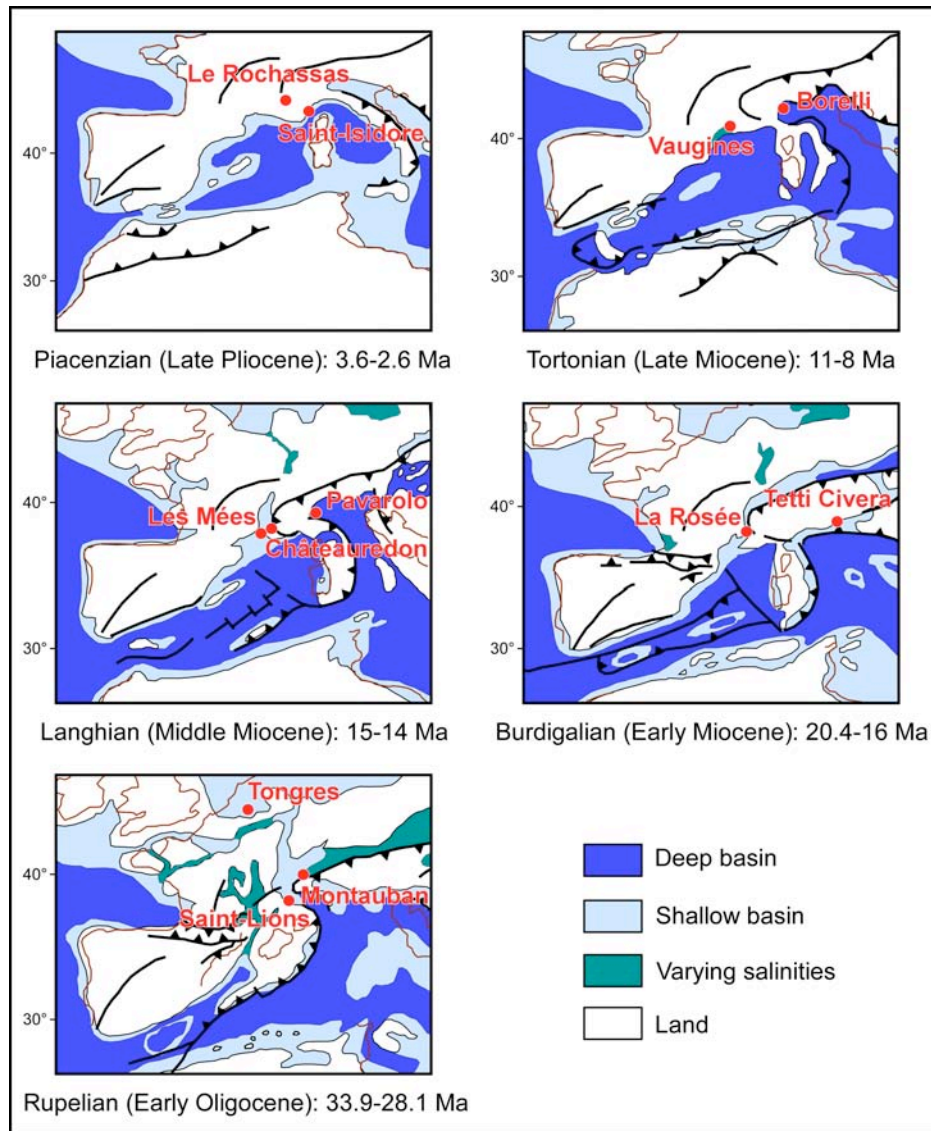 Le Rochassas
Saint-Isidore
40°
30°
Piacenzian (Late Pliocene): 3.6-2.6 Ma
Borelli
Vaugines
40°
30°
Tortonian (Late Miocene): 11-8 Ma
Pavarolo
Les Mées
Châteauredon
40°
30°
Langhian (Middle Miocene): 15-14 Ma
Tetti Civera
La Rosée
40°
30°
Burdigalian (Early Miocene): 20.4-16 Ma
Tongres
Montauban
Saint-Lions
40°
30°
Rupelian (Early Oligocene): 33.9-28.1 Ma
Deep basin
Shallow basin
Varying salinities
Land